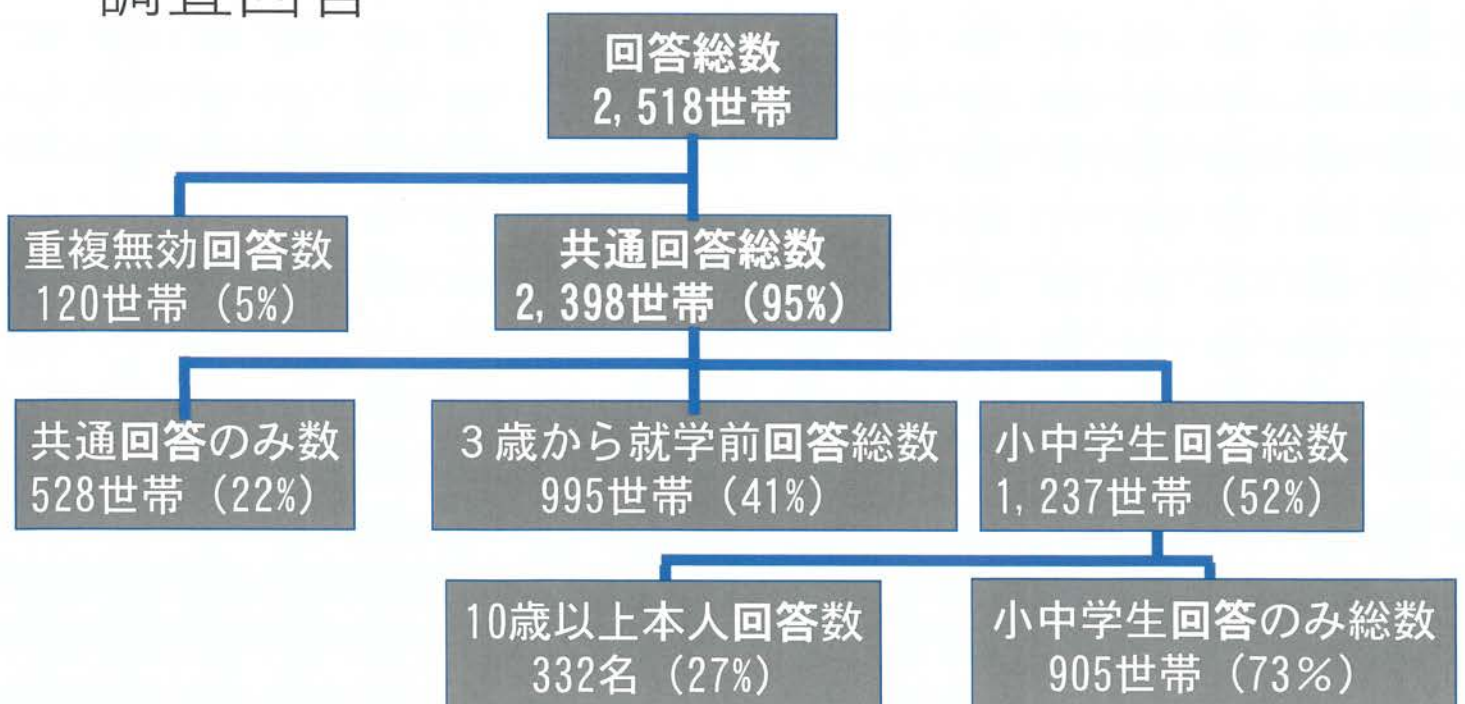 調査回答
回答総数
2,518世帯
重複無効回答数
120世帯（5%）
共通回答総数
2,398世帯（95%）
共通回答のみ数
528世帯（22%）
３歳から就学前回答総数
995世帯（41%）
小中学生回答総数
1,237世帯（52%）
10歳以上本人回答数
332名（27%）
小中学生回答のみ総数
905世帯（73％）